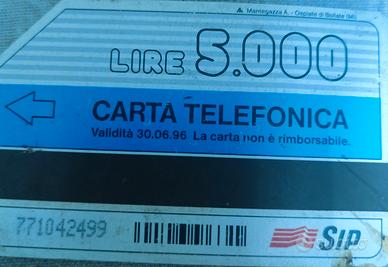 Mantegazza A. - Ospiate di Bollate (MI)
LIRE 5.000
CARTA TELEFONICA
Validità 30.06.96 La carta non è rimborsabile.
771042499
SIP